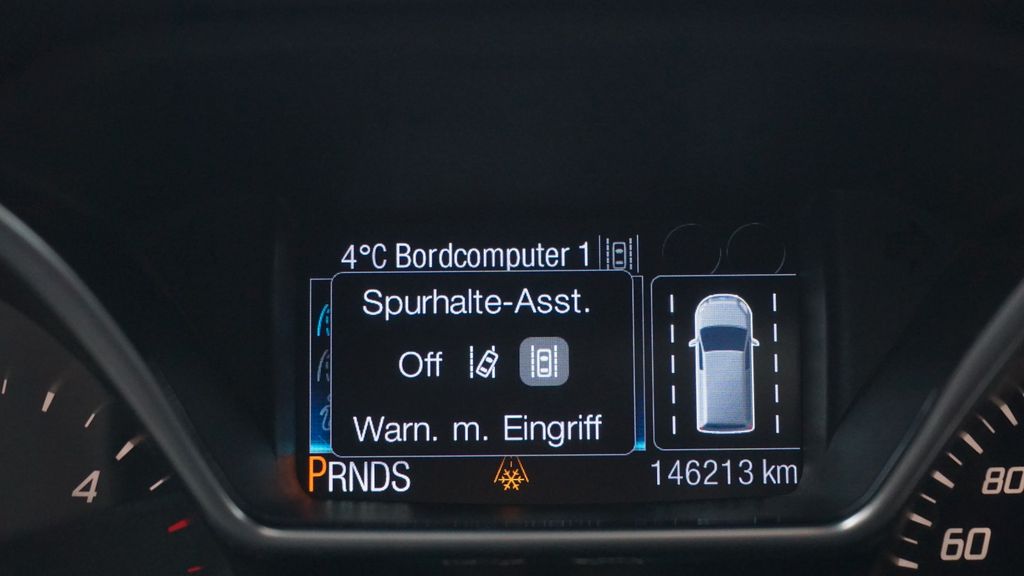 4°C Bordcomputer 1
Spurhalte-Asst.
Off
Warn. m. Eingriff
PRNDS
146213 km
4
80
60